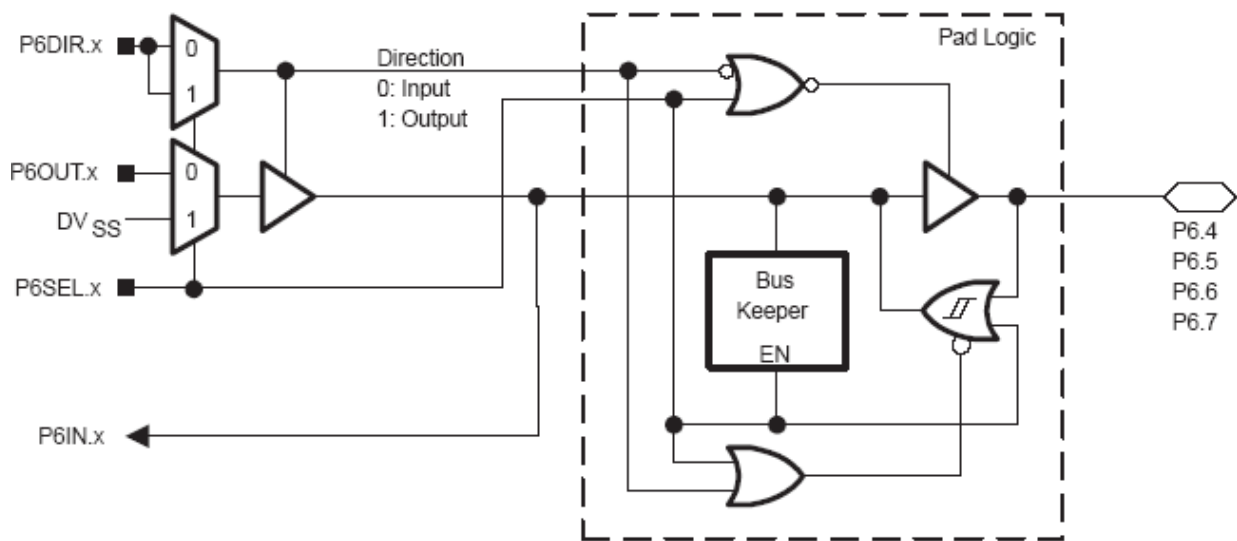 Pad Logic
P6DIR.x
0
1
Direction
0: Input
1: Output
P6OUT.x
0
DV SS
1
P6SEL.x
P6.4
P6.5
P6.6
P6.7
Bus
Keeper
EN
P6IN.x